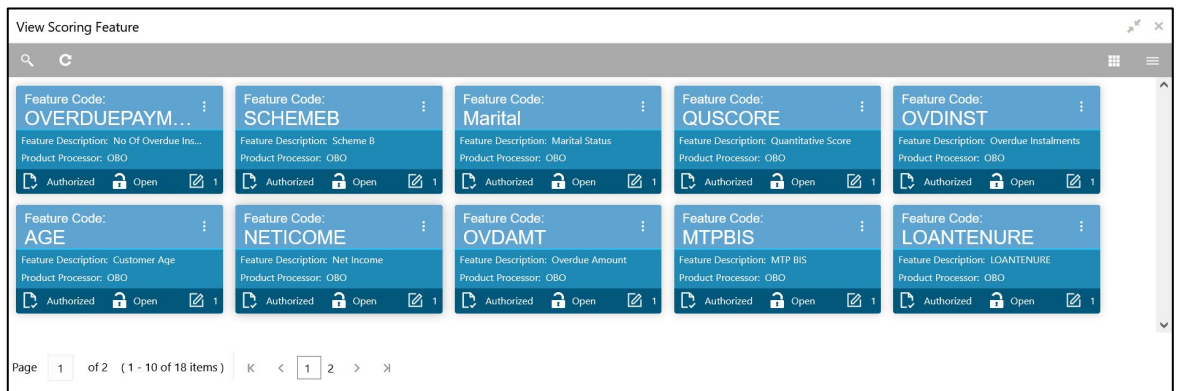 View Scoring Feature
Feature Code:
OVERDUEPAYM...
Feature Description: No Of Overdue Ins...
Product Processor: OBO
Authorized Open 1
Feature Code:
SCHEMEB
Feature Description: Scheme B
Product Processor: OBO
Authorized Open 1
Feature Code:
Marital
Feature Description: Marital Status
Product Processor: OBO
Authorized Open 1
Feature Code:
QUSCORE
Feature Description: Quantitative Score
Product Processor: OBO
Authorized Open 1
Feature Code:
OVDINST
Feature Description: Overdue Instalments
Product Processor: OBO
Authorized Open 1
Feature Code:
AGE
Feature Description: Customer Age
Product Processor: OBO
Authorized Open 1
Feature Code:
NETICOME
Feature Description: Net Income
Product Processor: OBO
Authorized Open 1
Feature Code:
OVDAMT
Feature Description: Overdue Amount
Product Processor: OBO
Authorized Open 1
Feature Code:
MTPBIS
Feature Description: MTP BIS
Product Processor: OBO
Authorized Open 1
Feature Code:
LOANTENURE
Feature Description: LOANTENURE
Product Processor: OBO
Authorized Open 1
Page 1 of 2 (1 - 10 of 18 items) 1 2